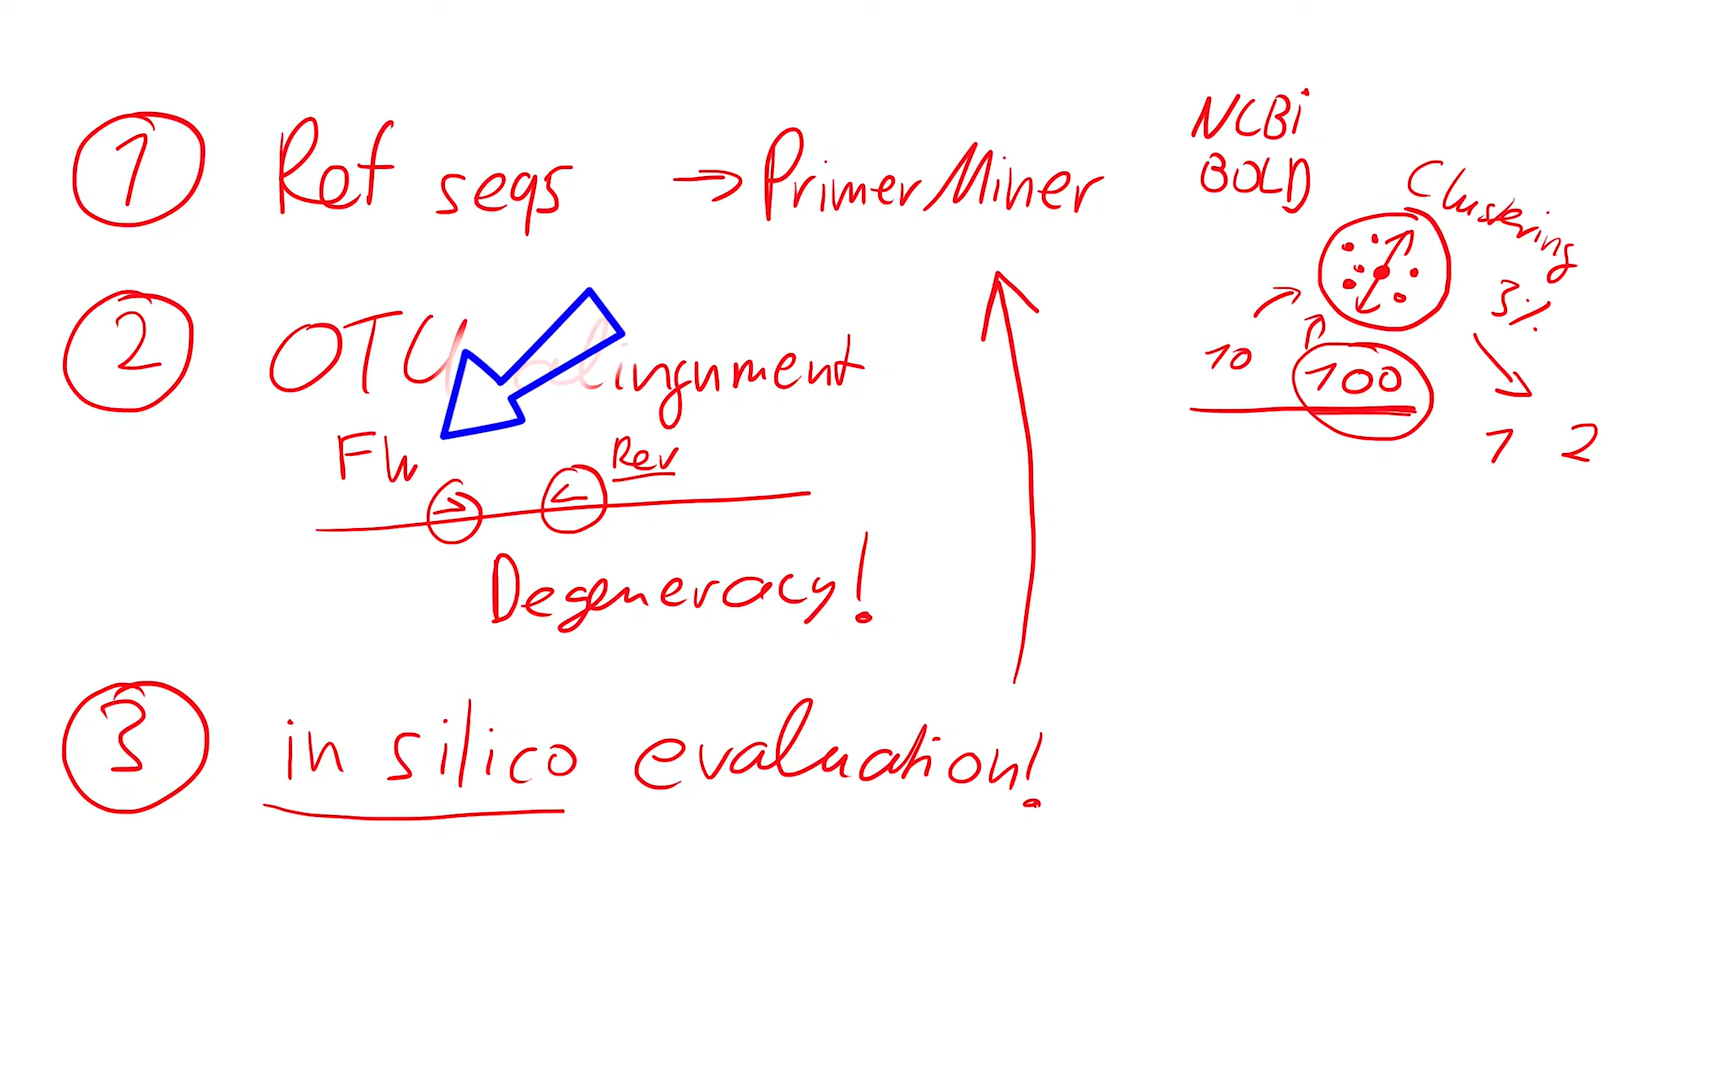 1 Ref seqs → PrimerMiner
NCBi
BOLD
Clustering
3%
10 100
1 2
2 OTU alingnment
Fw Rev
Degeneracy!
3 in silico evaluation!